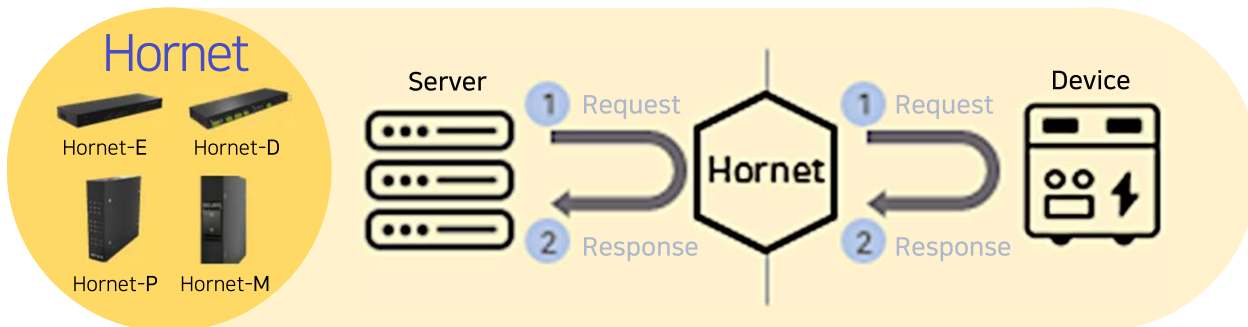 Hornet
Hornet-E
Hornet-D
Hornet-P
Hornet-M
Server
1 Request
2 Response
Hornet
1 Request
2 Response
Device